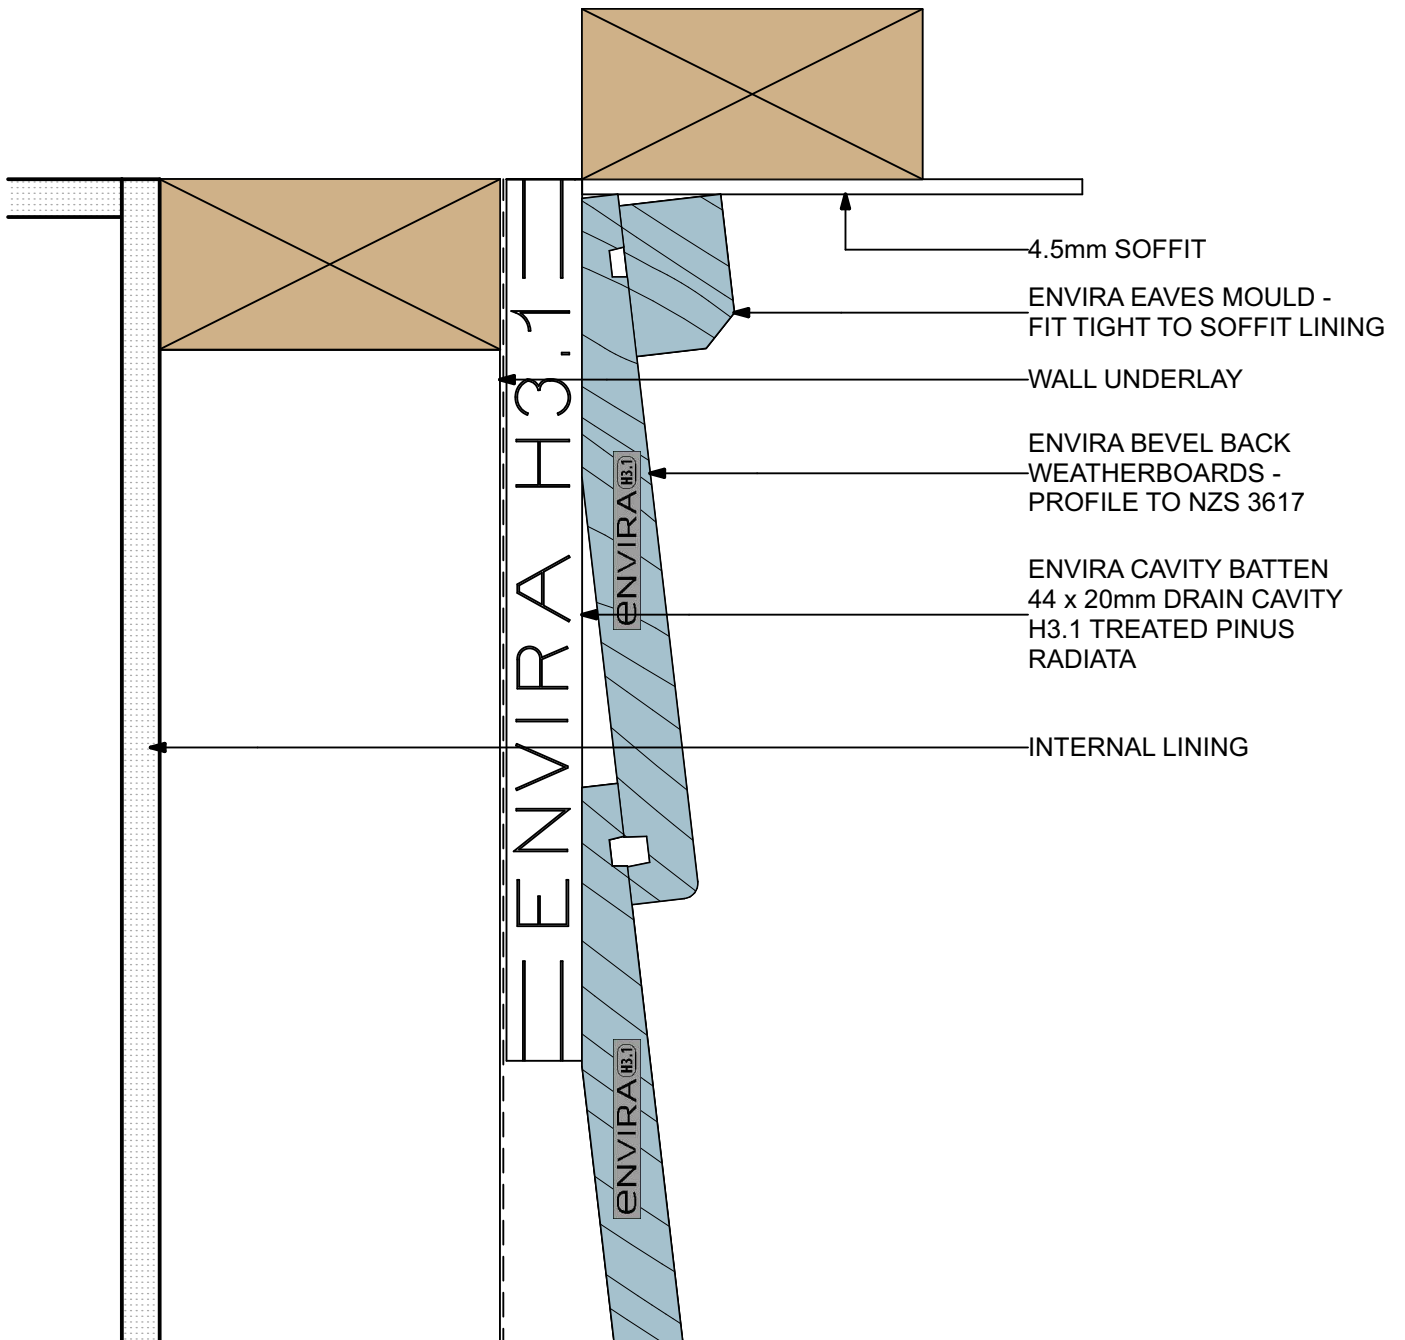 4.5mm SOFFIT
ENVIRA EAVES MOULD -
FIT TIGHT TO SOFFIT LINING
WALL UNDERLAY
ENVIRA BEVEL BACK
WEATHERBOARDS -
PROFILE TO NZS 3617
ENVIRA CAVITY BATTEN
44 x 20mm DRAIN CAVITY
H3.1 TREATED PINUS
RADIATA
INTERNAL LINING
ENVIRA H3.1
eNVIRA H3.1
eNVIRA H3.1